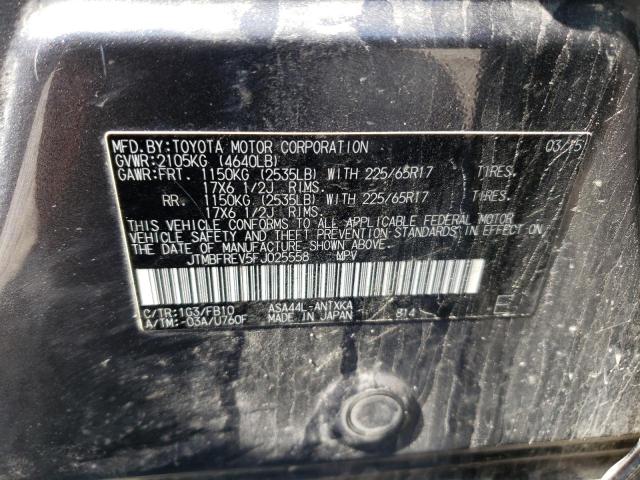 MFD. BY: TOYOTA MOTOR CORPORATION 03/15
GVWR: 2105KG (4640LB)
GAWR: FRT. 1150KG (2535LB) WITH 225/65R17 TIRES.
17X6 1/2J RIMS.
RR. 1150KG (2535LB) WITH 225/65R17 TIRES.
17X6 1/2J RIMS.
THIS VEHICLE CONFORMS TO ALL APPLICABLE FEDERAL MOTOR
VEHICLE SAFETY AND THEFT PREVENTION STANDARDS IN EFFECT ON
THE DATE OF MANUFACTURE SHOWN ABOVE.
JTMBFREV5FJ025558 MPV
C/TR:1G3/FB10 ASA44L-ANTXKA
A/TM:-03A/U760F MADE IN JAPAN 814
E